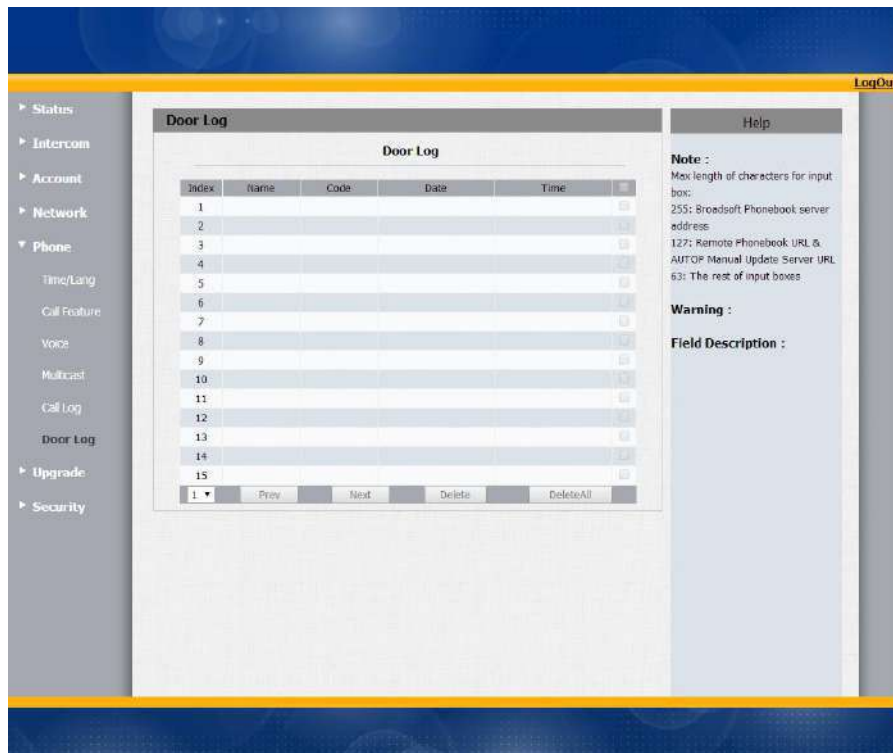 LogOu
Status
Intercom
Account
Network
Phone
Time/Lang
Call Feature
Voice
Multicast
Call Log
Door Log
Upgrade
Security
Door Log
Door Log
Index Name Code Date Time
1
2
3
4
5
6
7
8
9
10
11
12
13
14
15
1 Prev Next Delete DeleteAll
Help
Note :
Max length of characters for input
box:
255: Broadsoft Phonebook server
address
127: Remote Phonebook URL &
AUTOP Manual Update Server URL
63: The rest of input boxes
Warning :
Field Description :